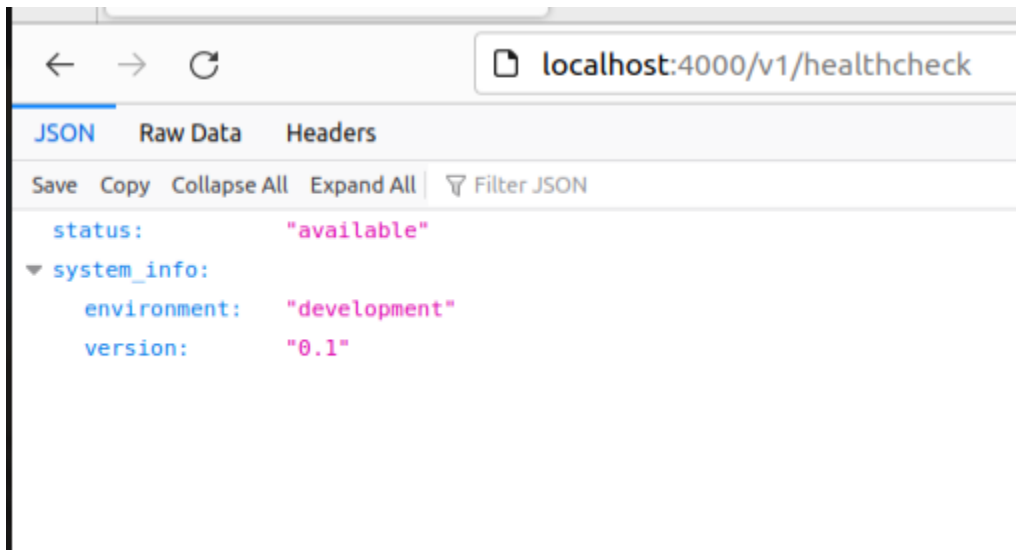 localhost:4000/v1/healthcheck
JSON Raw Data Headers
Save Copy Collapse All Expand All Filter JSON
status: "available"
system_info:
environment: "development"
version: "0.1"